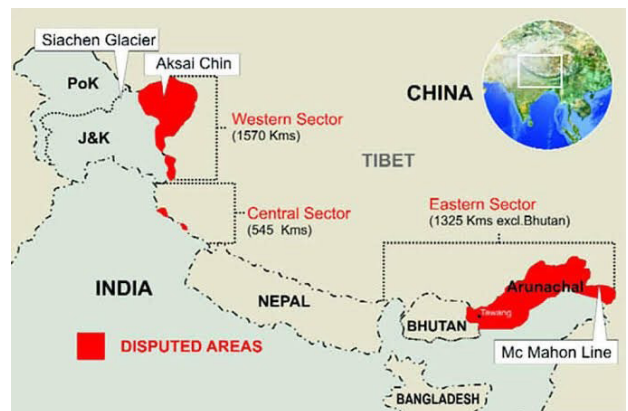 Siachen Glacier
Aksai Chin
PoK
CHINA
J&K
Western Sector
(1570 Kms)
TIBET
Central Sector
(545 Kms)
Eastern Sector
(1325 Kms excl.Bhutan)
INDIA
NEPAL
Arunachal
Tawang
BHUTAN
DISPUTED AREAS
Mc Mahon Line
BANGLADESH